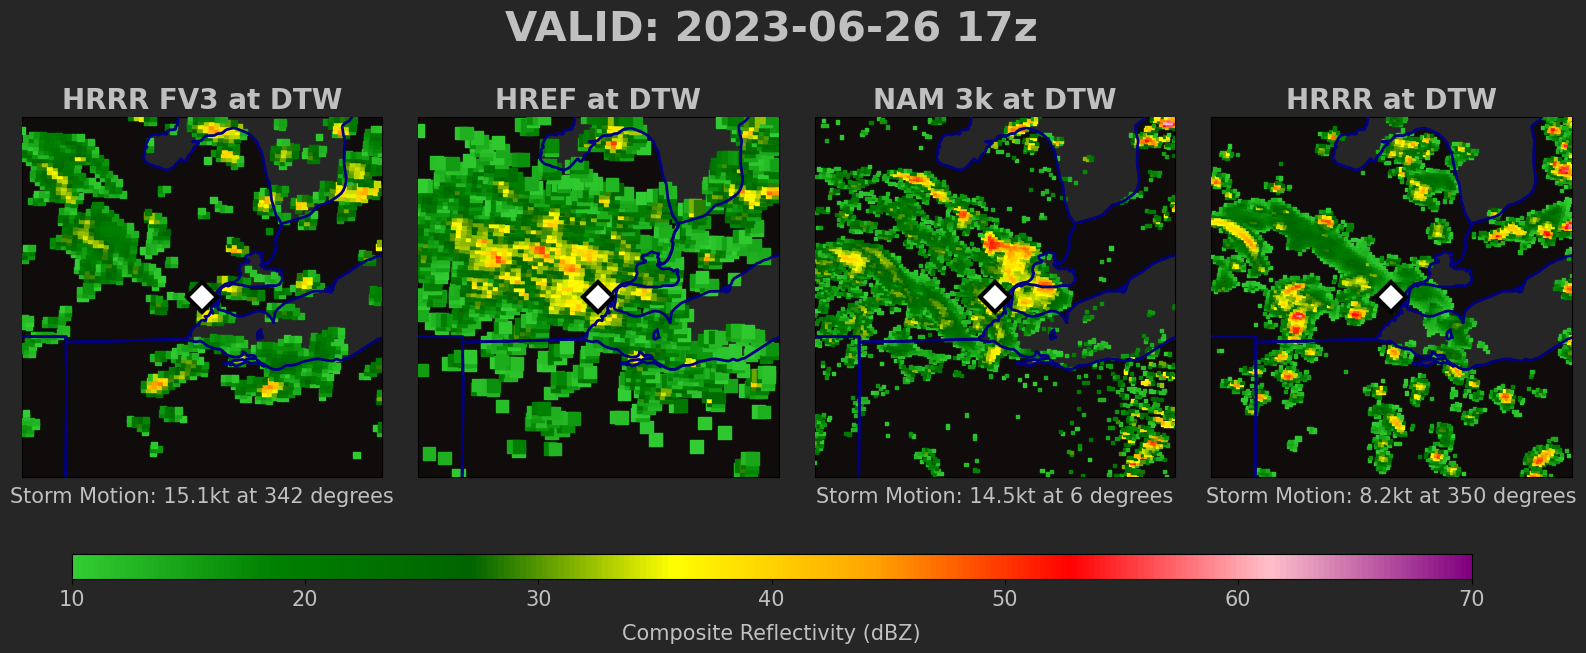 VALID: 2023-06-26 17z
HRRR FV3 at DTW
HREF at DTW
NAM 3k at DTW
HRRR at DTW
Storm Motion: 15.1kt at 342 degrees
Storm Motion: 14.5kt at 6 degrees
Storm Motion: 8.2kt at 350 degrees
10 20 30 40 50 60 70
Composite Reflectivity (dBZ)